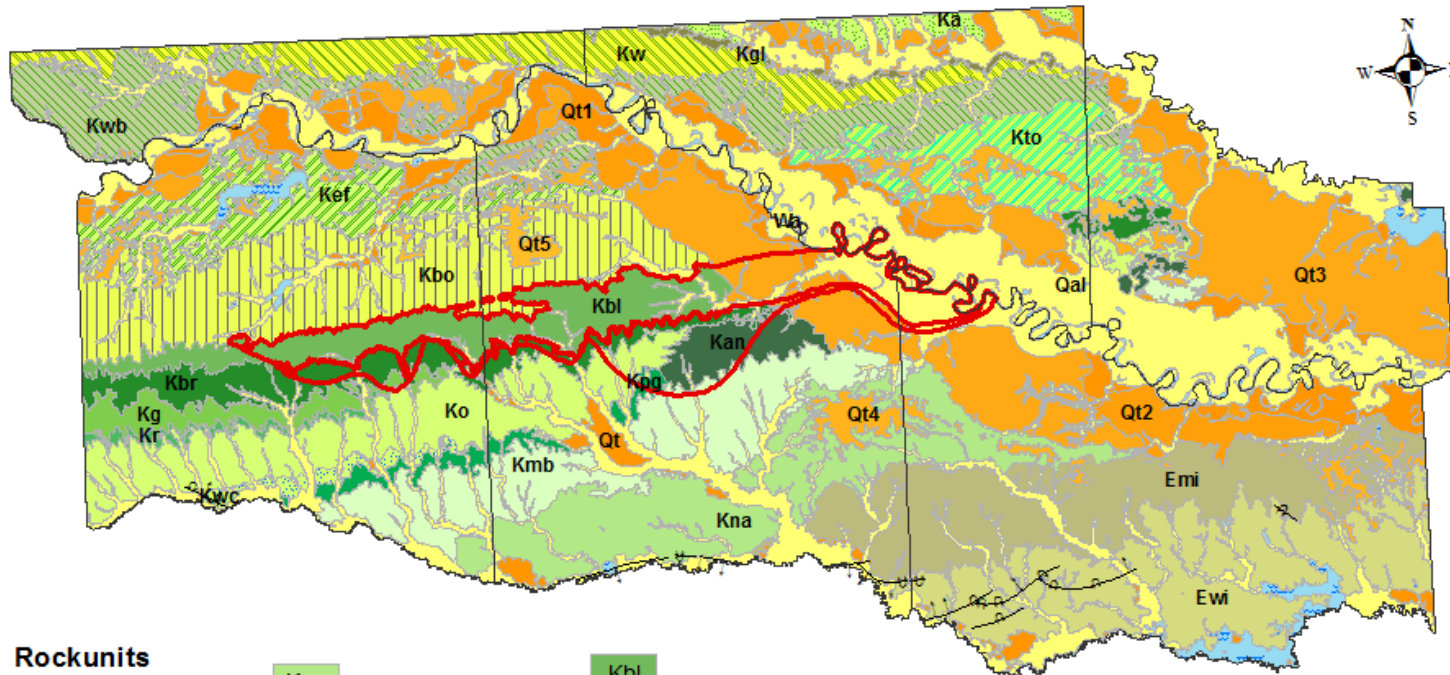 Ka
N
Kw
Kgl
W
S
Qt1
Kwb
Kto
Kef
Wa
Qt5
Kbo
Qal
Qt3
Kbl
Kan
Kbr
Kpg
Kg
Ko
Qt4
Qt2
Kr
Qt
Kmb
Emi
Kwc
Kna
Ewi
Rockunits
Kbl